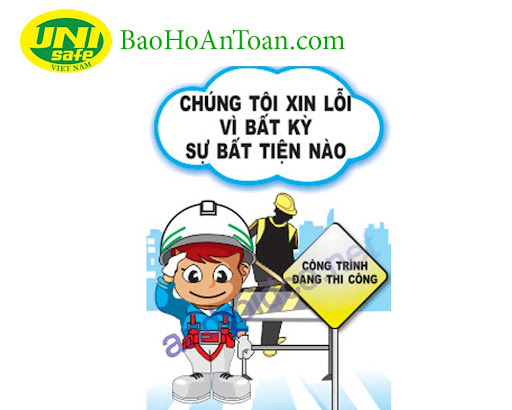 UNI
safe
VIỆT NAM
BaoHoAnToan.com
CHÚNG TÔI XIN LỖI
VÌ BẤT KỲ
SỰ BẤT TIỆN NÀO
CÔNG TRÌNH
ĐANG THI CÔNG